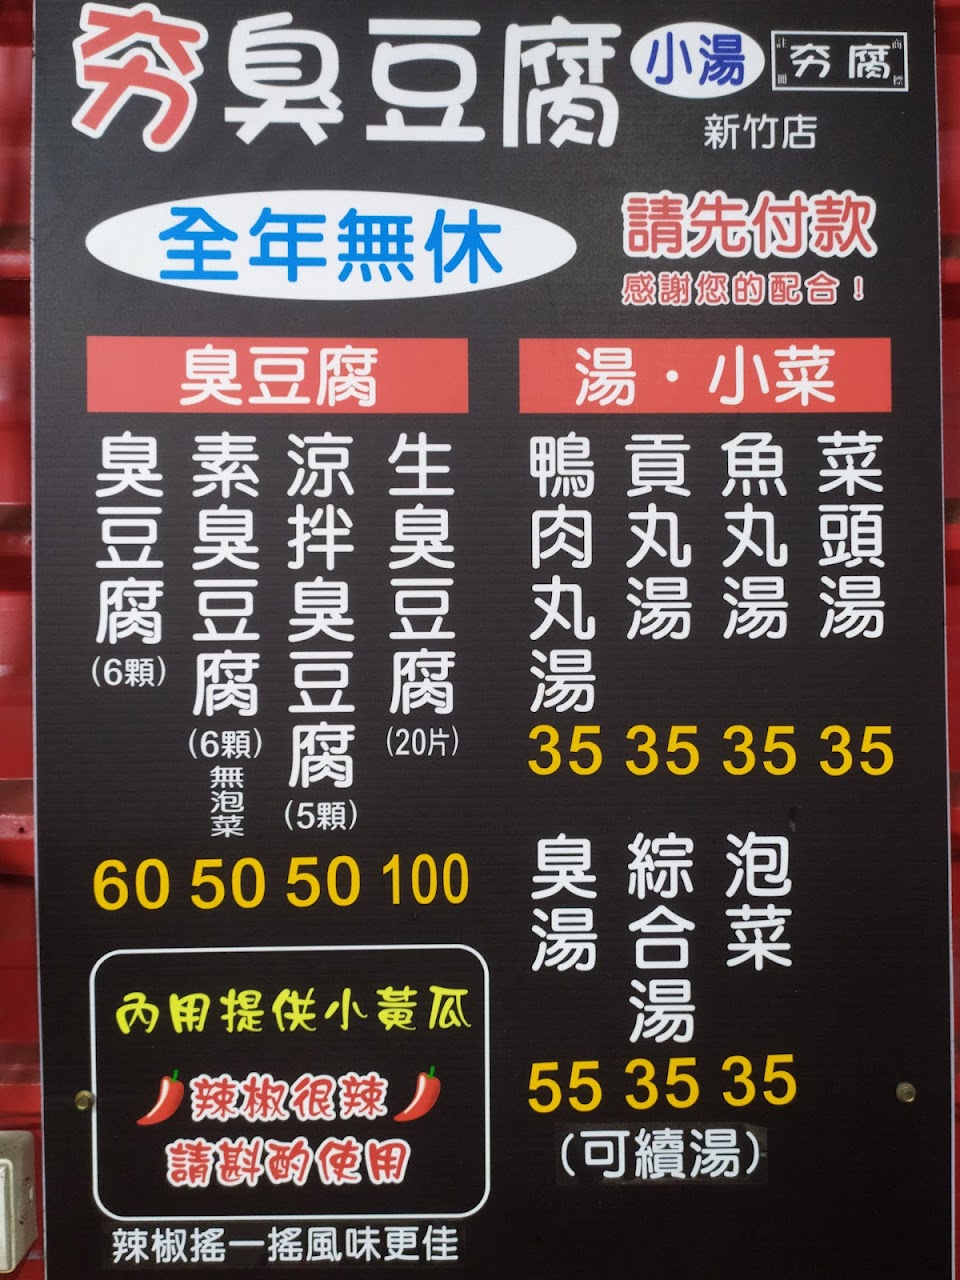 夯臭豆腐
小湯
註冊
夯腐
商標
新竹店
全年無休
請先付款
感謝您的配合！
臭豆腐
臭豆腐
(6顆)
60
素臭豆腐
(6顆)
無泡菜
50
涼拌臭豆腐
(5顆)
50
生臭豆腐
(20片)
100
湯・小菜
鴨肉丸湯
35
貢丸湯
35
魚丸湯
35
菜頭湯
35
臭湯
55
綜合湯
35
泡菜
35
(可續湯)
內用提供小黃瓜
辣椒很辣
請斟酌使用
辣椒搖一搖風味更佳